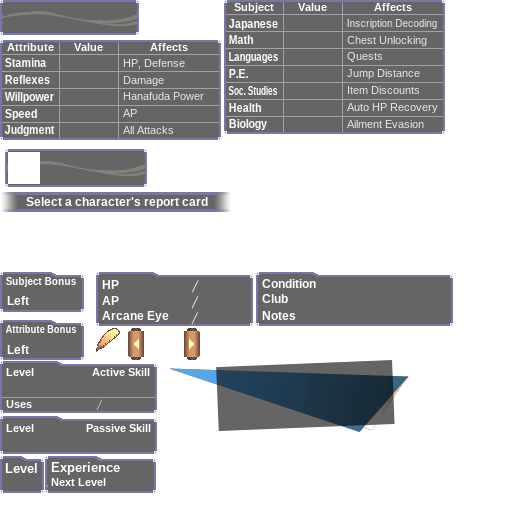 Subject Value Affects
Japanese Inscription Decoding
Math Chest Unlocking
Languages Quests
P.E. Jump Distance
Soc. Studies Item Discounts
Health Auto HP Recovery
Biology Ailment Evasion
Attribute Value Affects
Stamina HP, Defense
Reflexes Damage
Willpower Hanafuda Power
Speed AP
Judgment All Attacks
Select a character's report card
Subject Bonus
Left
HP /
AP /
Arcane Eye /
Condition
Club
Notes
Attribute Bonus
Left
Level Active Skill
Uses /
Level Passive Skill
Level
Experience
Next Level